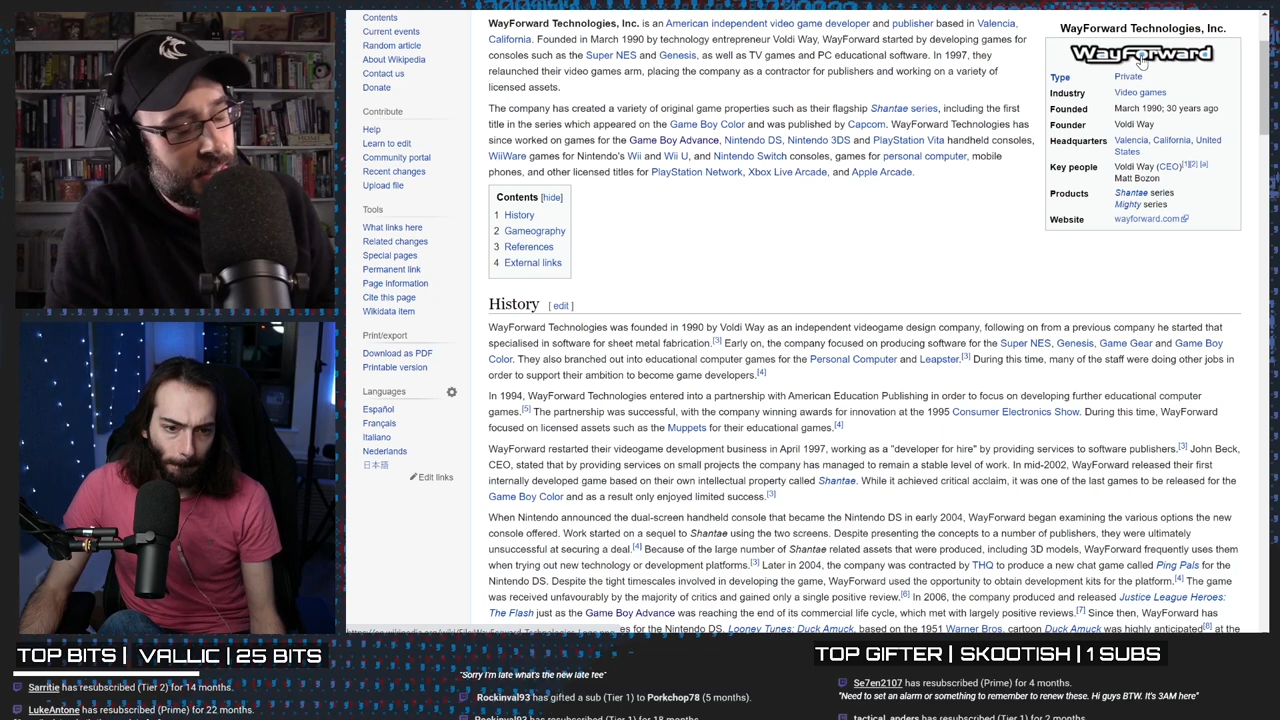 Contents
Current events
Random article
About Wikipedia
Contact us
Donate
Contribute
Help
Learn to edit
Community portal
Recent changes
Upload file
Tools
What links here
Related changes
Special pages
Permanent link
Page information
Cite this page
Wikidata item
Print/export
Download as PDF
Printable version
Languages
Español
Français
Italiano
Nederlands
日本語
Edit links
WayForward Technologies, Inc. is an American independent video game developer and publisher based in Valencia,
California. Founded in March 1990 by technology entrepreneur Voldi Way, WayForward started by developing games for
consoles such as the Super NES and Genesis, as well as TV games and PC educational software. In 1997, they
relaunched their video games arm, placing the company as a contractor for publishers and working on a variety of
licensed assets.
The company has created a variety of original game properties such as their flagship Shantae series, including the first
title in the series which appeared on the Game Boy Color and was published by Capcom. WayForward Technologies has
since worked on games for the Game Boy Advance, Nintendo DS, Nintendo 3DS and PlayStation Vita handheld consoles,
WiiWare games for Nintendo's Wii and Wii U, and Nintendo Switch consoles, games for personal computer, mobile
phones, and other licensed titles for PlayStation Network, Xbox Live Arcade, and Apple Arcade.
Contents [hide]
1 History
2 Gameography
3 References
4 External links
WayForward Technologies, Inc.
WayForward
Type Private
Industry Video games
Founded March 1990; 30 years ago
Founder Voldi Way
Headquarters Valencia, California, United
States
Key people Voldi Way (CEO)[1][2] [a]
Matt Bozon
Products Shantae series
Mighty series
Website wayforward.com
History [ edit ]
WayForward Technologies was founded in 1990 by Voldi Way as an independent videogame design company, following on from a previous company he started that
specialised in software for sheet metal fabrication.[3] Early on, the company focused on producing software for the Super NES, Genesis, Game Gear and Game Boy
Color. They also branched out into educational computer games for the Personal Computer and Leapster.[3] During this time, many of the staff were doing other jobs in
order to support their ambition to become game developers.[4]
In 1994, WayForward Technologies entered into a partnership with American Education Publishing in order to focus on developing further educational computer
games.[5] The partnership was successful, with the company winning awards for innovation at the 1995 Consumer Electronics Show. During this time, WayForward
focused on licensed assets such as the Muppets for their educational games.[4]
WayForward restarted their videogame development business in April 1997, working as a "developer for hire" by providing services to software publishers.[3] John Beck,
CEO, stated that by providing services on small projects the company has managed to remain a stable level of work. In mid-2002, WayForward released their first
internally developed game based on their own intellectual property called Shantae. While it achieved critical acclaim, it was one of the last games to be released for the
Game Boy Color and as a result only enjoyed limited success.[3]
When Nintendo announced the dual-screen handheld console that became the Nintendo DS in early 2004, WayForward began examining the various options the new
console offered. Work started on a sequel to Shantae using the two screens. Despite presenting the concepts to a number of publishers, they were ultimately
unsuccessful at securing a deal.[4] Because of the large number of Shantae related assets that were produced, including 3D models, WayForward frequently uses them
when trying out new technology or development platforms.[3] Later in 2004, the company was contracted by THQ to produce a new chat game called Ping Pals for the
Nintendo DS. Despite the tight timescales involved in developing the game, WayForward used the opportunity to obtain development kits for the platform.[4] The game
was received unfavourably by the majority of critics and gained only a single positive review.[6] In 2006, the company produced and released Justice League Heroes:
The Flash just as the Game Boy Advance was reaching the end of its commercial life cycle, which met with largely positive reviews.[7] Since then, WayForward has
es for the Nintendo DS. Looney Tunes: Duck Amuck, based on the 1951 Warner Bros. cartoon Duck Amuck was highly anticipated[8] at the
TOP BITS | VALLIC | 25 BITS
TOP GIFTER | SKOOTISH | 1 SUBS
Sarritie has resubscribed (Tier 2) for 14 months.
LukeAntone has resubscribed (Prime) for 22 months.
"Sorry I'm late what's the new late tee"
Rockinval93 has gifted a sub (Tier 1) to Porkchop78 (5 months).
Rockinval93 has resubscribed (Tier 1) for 18 months.
Se7en2107 has resubscribed (Prime) for 4 months.
"Need to set an alarm or something to remember to renew these. Hi guys BTW. It's 3AM here"
tactical_anders has resubscribed (Tier 1) for 2 months.